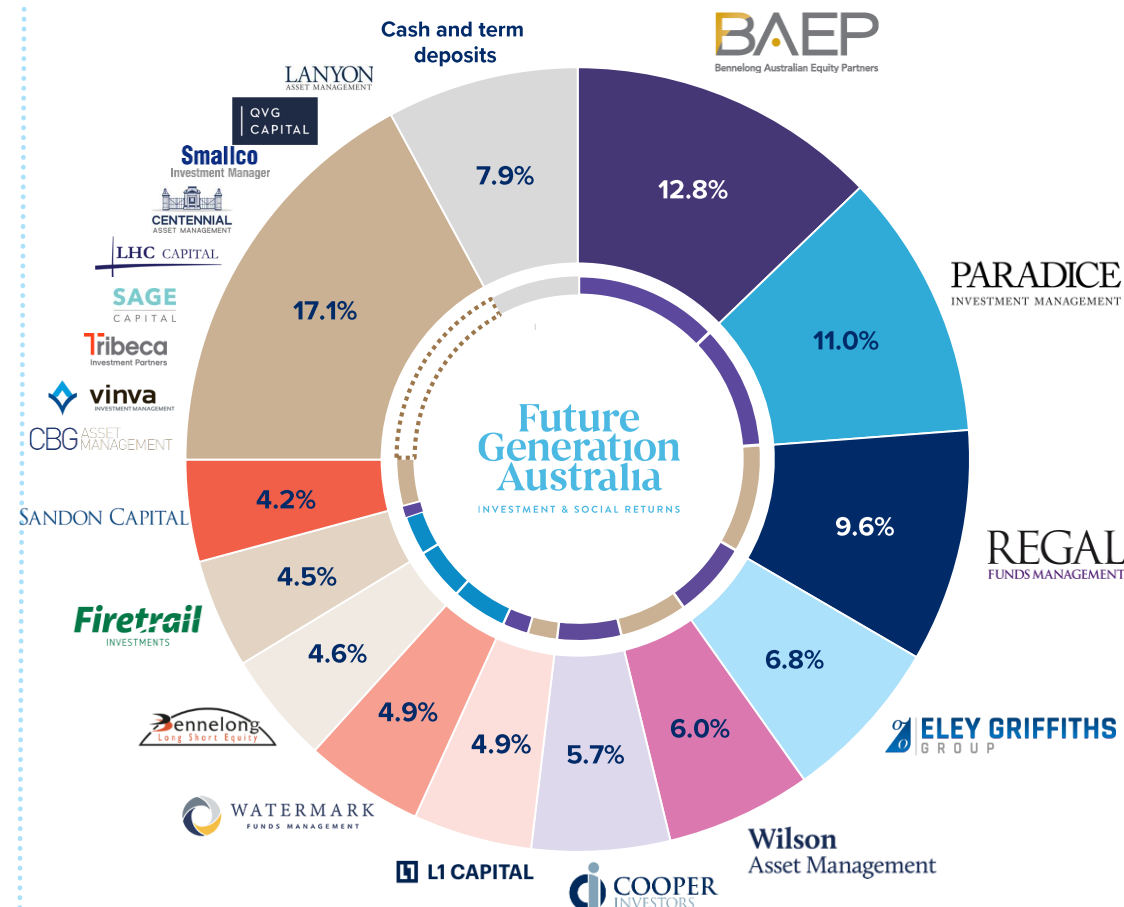 Cash and term
deposits
BAEP
Bennelong Australian Equity Partners
LANYON
ASSET MANAGEMENT
QVG
CAPITAL
Smallco
Investment Manager
CENTENNIAL
ASSET MANAGEMENT
LHC CAPITAL
SAGE
CAPITAL
Tribeca
Investment Partners
vinva
INVESTMENT MANAGEMENT
CBG ASSET
MANAGEMENT
SANDON CAPITAL
Firetrail
INVESTMENTS
Bennelong
Long Short Equity
WATERMARK
FUNDS MANAGEMENT
L1 CAPITAL
COOPER
INVESTORS
Wilson
Asset Management
ELEY GRIFFITHS
GROUP
REGAL
FUNDS MANAGEMENT
PARADICE
INVESTMENT MANAGEMENT
7.9%
12.8%
11.0%
9.6%
6.8%
6.0%
5.7%
4.9%
4.9%
4.6%
4.5%
4.2%
17.1%
Future
Generation
Australia
INVESTMENT & SOCIAL RETURNS